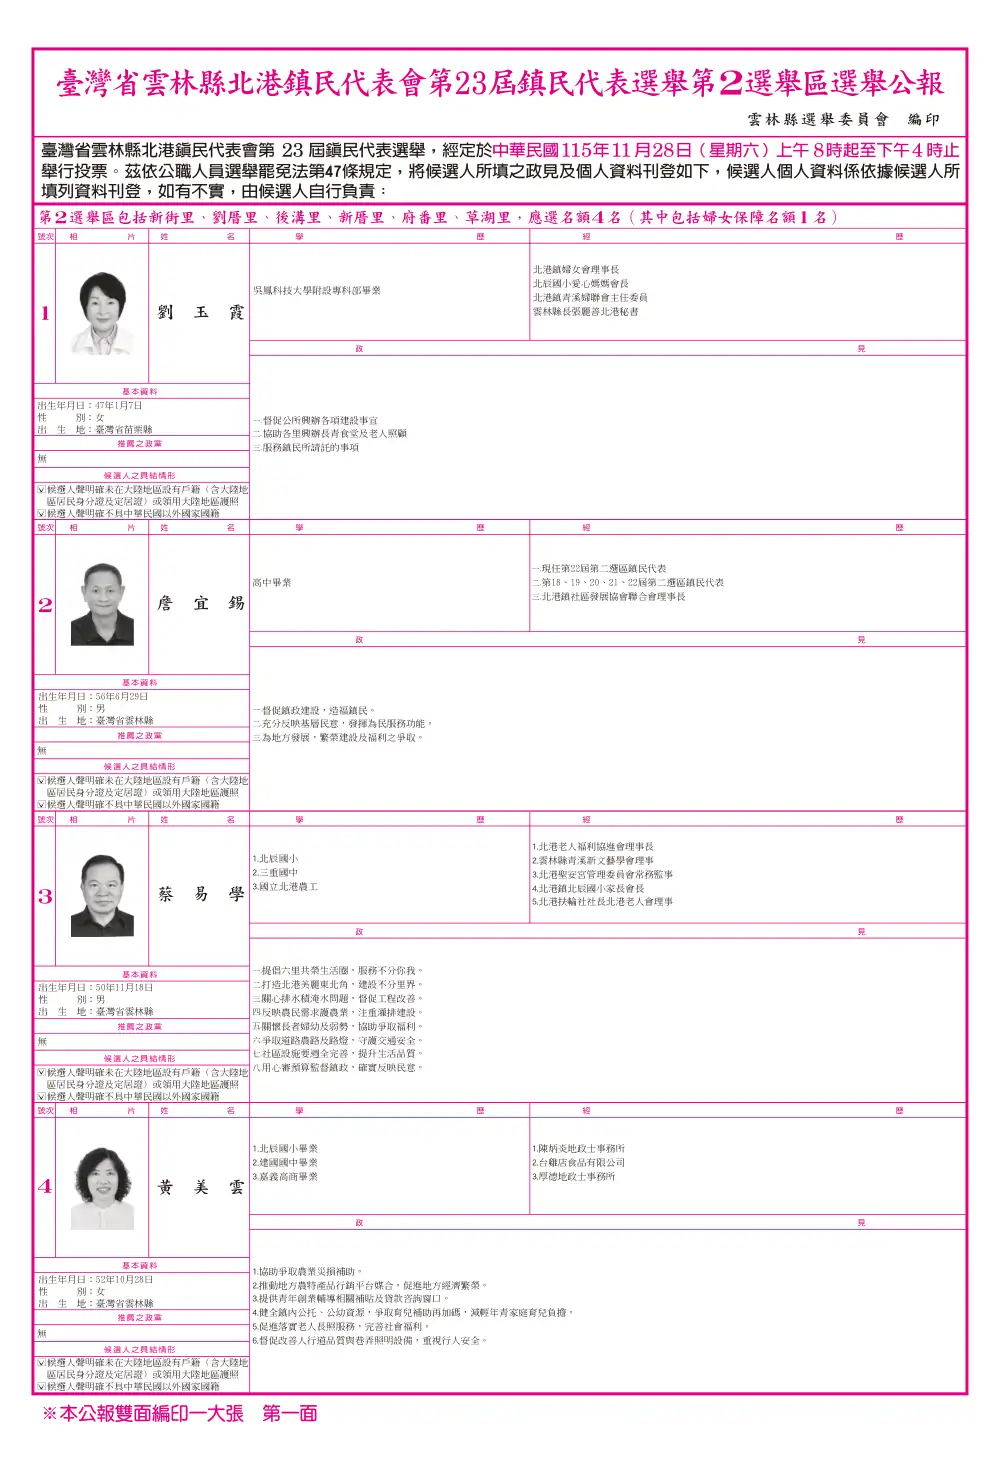 臺灣省雲林縣北港鎮民代表會第23屆鎮民代表選舉第2選舉區選舉公報
雲林縣選舉委員會　編印
臺灣省雲林縣北港鎮民代表會第 23 屆鎮民代表選舉，經定於中華民國115年11月28日（星期六）上午8時起至下午4時止
舉行投票。茲依公職人員選舉罷免法第47條規定，將候選人所填之政見及個人資料刊登如下，候選人個人資料係依據候選人所
填列資料刊登，如有不實，由候選人自行負責：
第2選舉區包括新街里、劉厝里、後溝里、新厝里、府番里、草湖里，應選名額4名（其中包括婦女保障名額1名）
號次 相片 姓名 學歷 經歷
1
劉玉霞
吳鳳科技大學附設專科部畢業
北港鎮婦女會理事長
北辰國小愛心媽媽會長
北港鎮青溪婦聯會主任委員
雲林縣長張麗善北港秘書
政見
基本資料
出生年月日：47年1月7日
性別：女
出生地：臺灣省苗栗縣
推薦之政黨
無
候選人之具結情形
☑候選人聲明確未在大陸地區設有戶籍（含大陸地
區居民身分證及定居證）或領用大陸地區護照
☑候選人聲明確不具中華民國以外國家國籍
一.督促公所興辦各項建設事宜
二.協助各里興辦長青食堂及老人照顧
三.服務鎮民所請託的事項
號次 相片 姓名 學歷 經歷
2
詹宜錫
高中畢業
一.現任第22屆第二選區鎮民代表
二.第18、19、20、21、22屆第二選區鎮民代表
三.北港鎮社區發展協會聯合會理事長
政見
基本資料
出生年月日：56年6月29日
性別：男
出生地：臺灣省雲林縣
推薦之政黨
無
候選人之具結情形
☑候選人聲明確未在大陸地區設有戶籍（含大陸地
區居民身分證及定居證）或領用大陸地區護照
☑候選人聲明確不具中華民國以外國家國籍
一.督促鎮政建設，造福鎮民。
二.充分反映基層民意，發揮為民服務功能。
三.為地方發展，繁榮建設及福利之爭取。
號次 相片 姓名 學歷 經歷
3
蔡易學
1.北辰國小
2.三重國中
3.國立北港農工
1.北港老人福利協進會理事長
2.雲林縣青溪新文藝學會理事
3.北港聖安宮管理委員會常務監事
4.北港鎮北辰國小家長會長
5.北港扶輪社社長北港老人會理事
政見
基本資料
出生年月日：50年11月18日
性別：男
出生地：臺灣省雲林縣
推薦之政黨
無
候選人之具結情形
☑候選人聲明確未在大陸地區設有戶籍（含大陸地
區居民身分證及定居證）或領用大陸地區護照
☑候選人聲明確不具中華民國以外國家國籍
一.提倡六里共榮生活圈，服務不分你我。
二.打造北港美麗東北角，建設不分里界。
三.關心排水積淹水問題，督促工程改善。
四.反映農民需求護農業，注重灌排建設。
五.關懷長者婦幼及弱勢，協助爭取福利。
六.爭取道路農路及路燈，守護交通安全。
七.社區設施要週全完善，提升生活品質。
八.用心審預算監督鎮政，確實反映民意。
號次 相片 姓名 學歷 經歷
4
黃美雲
1.北辰國小畢業
2.建國國中畢業
3.嘉義高商畢業
1.陳炳炎地政士事務所
2.台雞店食品有限公司
3.厚德地政士事務所
政見
基本資料
出生年月日：52年10月28日
性別：女
出生地：臺灣省雲林縣
推薦之政黨
無
候選人之具結情形
☑候選人聲明確未在大陸地區設有戶籍（含大陸地
區居民身分證及定居證）或領用大陸地區護照
☑候選人聲明確不具中華民國以外國家國籍
1.協助爭取農業災損補助。
2.推動地方農特產品行銷平台媒合，促進地方經濟繁榮。
3.提供青年創業輔導相關補貼及貸款咨詢窗口。
4.健全鎮內公托、公幼資源，爭取育兒補助再加碼，減輕年青家庭育兒負擔。
5.促進落實老人長照服務，完善社會福利。
6.督促改善人行道品質與巷弄照明設備，重視行人安全。
※本公報雙面編印一大張　第一面